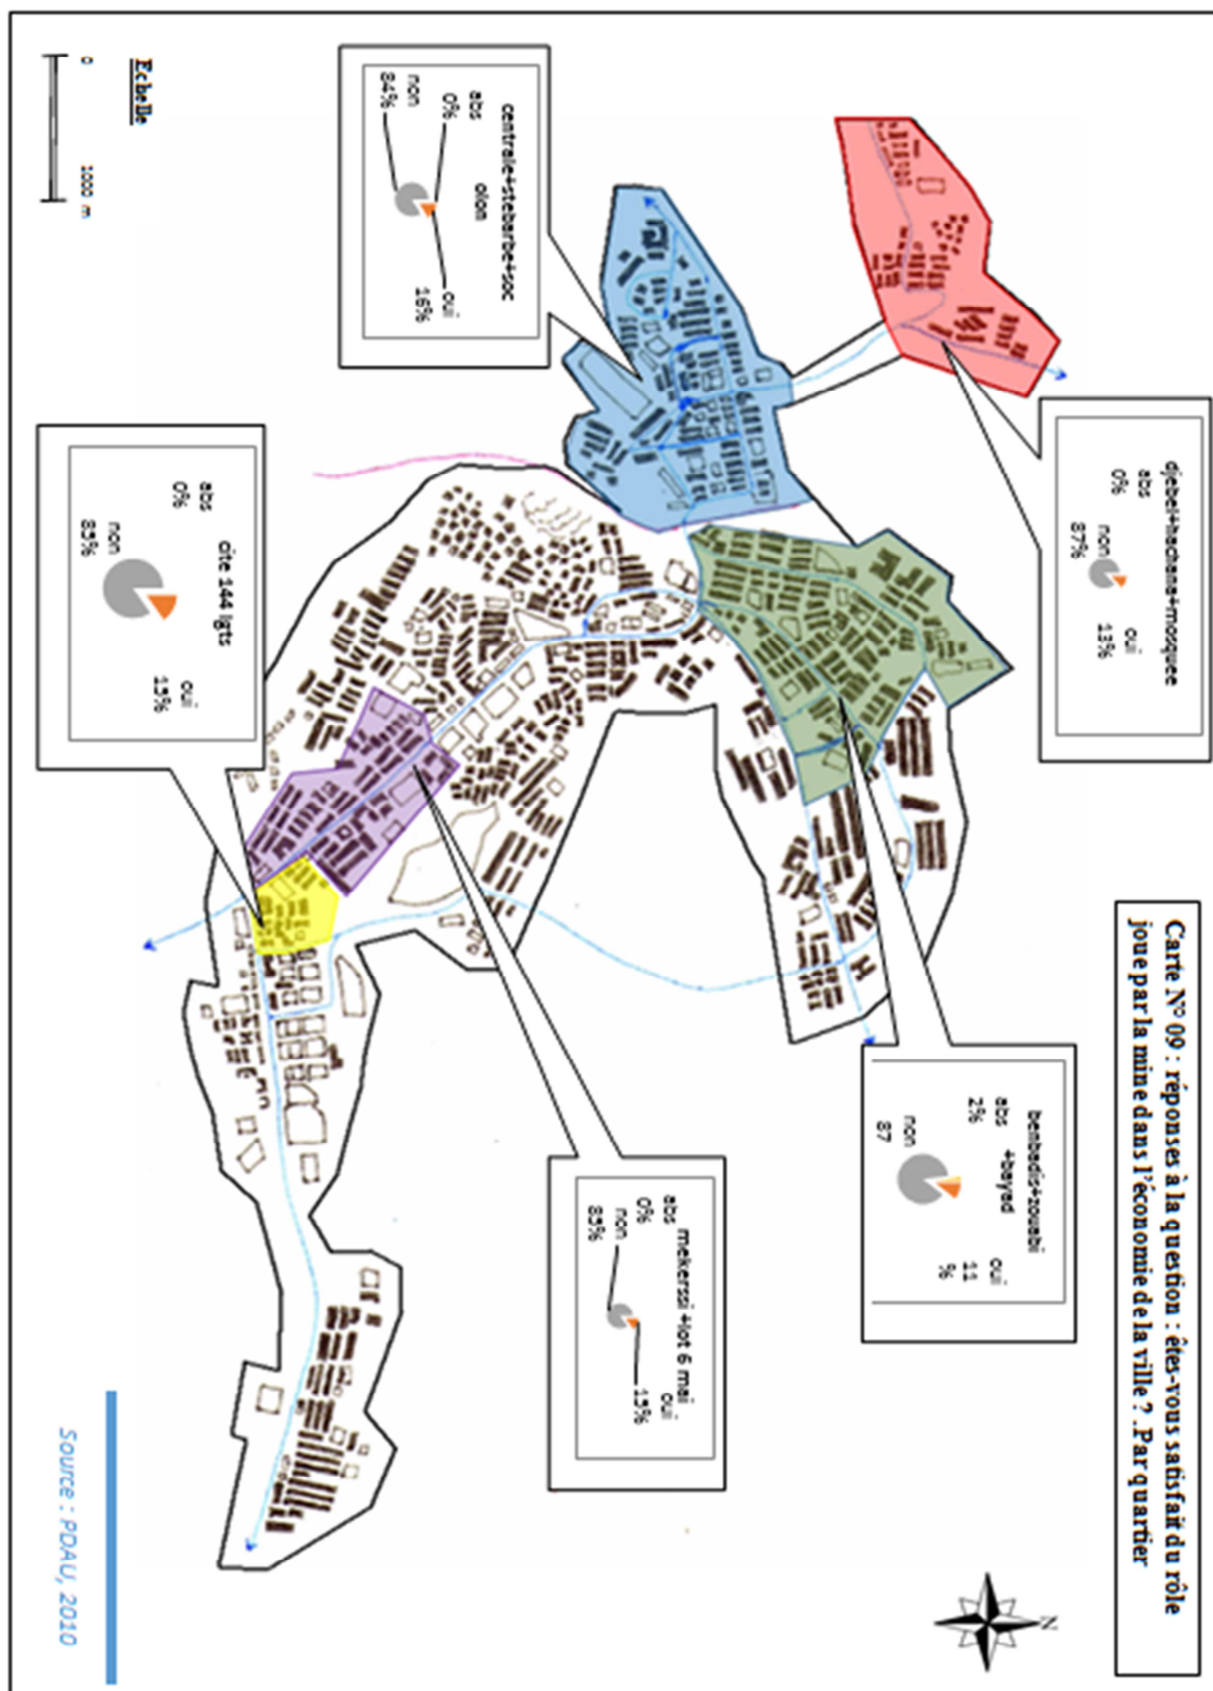 Carte N° 09 : réponses à la question : êtes-vous satisfait du rôle
joue par la mine dans l'économie de la ville ? .Par quartier
djebel+hachana+mosquee
abs
0%
non
87%
oui
13%
centrale+stebarbe+soc
olom
abs
0%
non
84%
oui
16%
benbadis+zouabi
+bayad
abs
2%
non
87
oui
11
%
mekerssi +lot 6 mai
abs
0%
non
85%
oui
15%
cite 144 lgts
abs
0%
non
85%
oui
15%
Echelle
0
1000 m
N
Source : PDAU, 2010